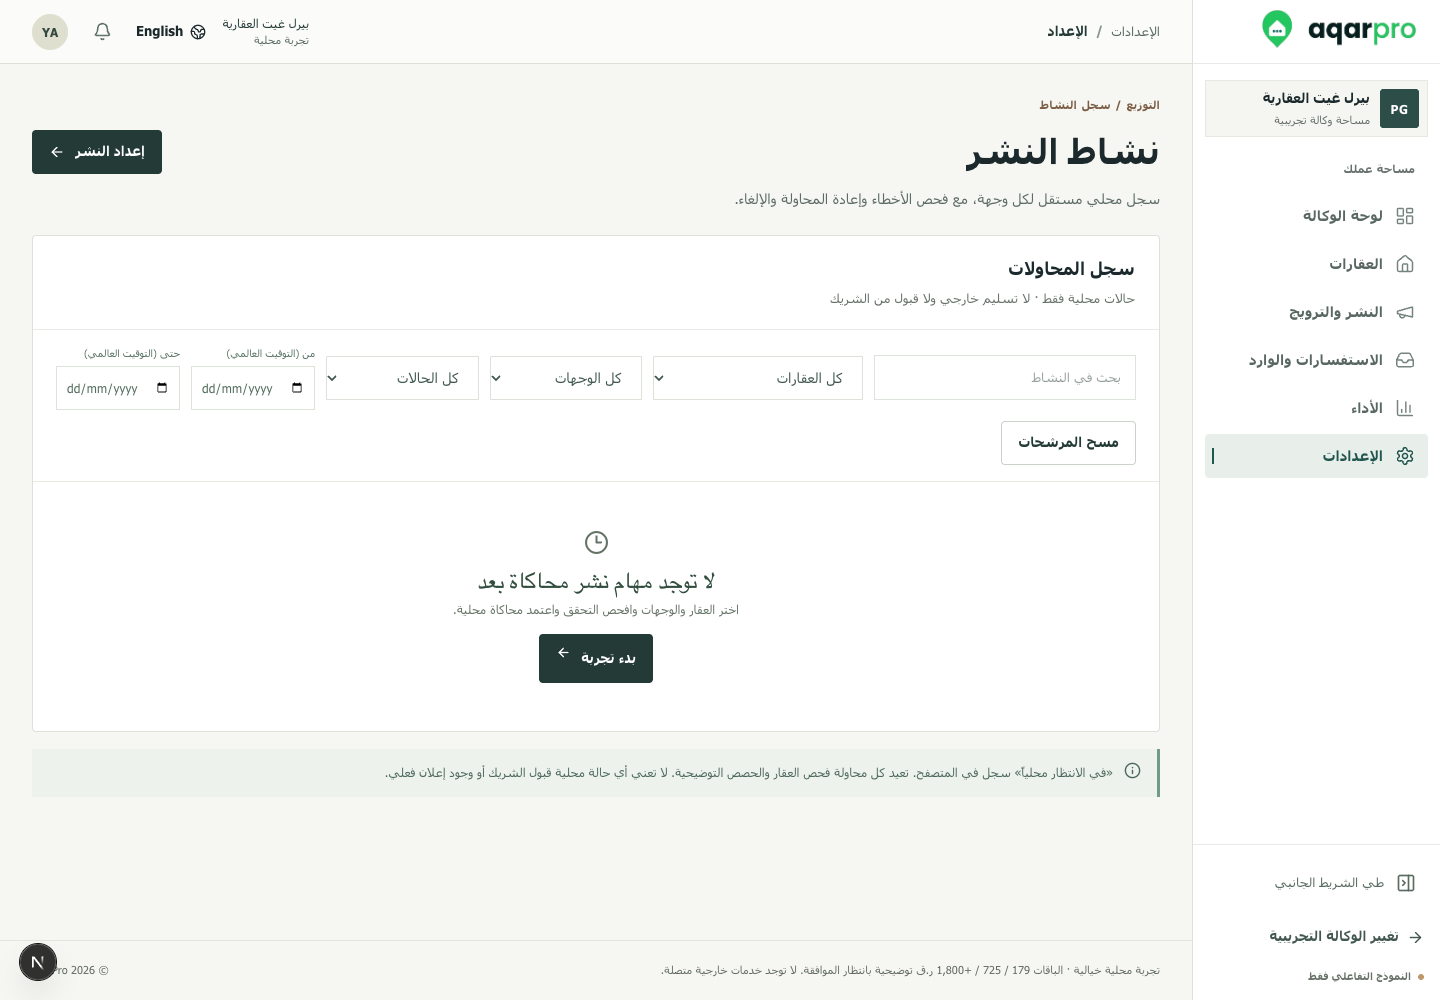 aqarpro
الإعدادات / الإعداد
بيرل غيت العقارية
تجربة محلية
English
YA
PG
بيرل غيت العقارية
مساحة وكالة تجريبية
مساحة عملك
لوحة الوكالة
العقارات
النشر والترويج
الاستفسارات والوارد
الأداء
الإعدادات
طي الشريط الجانبي
تغيير الوكالة التجريبية
النموذج التفاعلي فقط
التوزيع / سجل النشاط
نشاط النشر
إعداد النشر
سجل محلي مستقل لكل وجهة، مع فحص الأخطاء وإعادة المحاولة والإلغاء.
سجل المحاولات
حالات محلية فقط · لا تسليم خارجي ولا قبول من الشريك
بحث في النشاط
كل العقارات
كل الوجهات
كل الحالات
من (التوقيت العالمي)
dd/mm/yyyy
حتى (التوقيت العالمي)
dd/mm/yyyy
مسح المرشحات
لا توجد مهام نشر محاكاة بعد
اختر العقار والوجهات وافحص التحقق واعتمد محاكاة محلية.
بدء تجربة
«في الانتظار محلياً» سجل في المتصفح. تعيد كل محاولة فحص العقار والحصص التوضيحية. لا تعني أي حالة محلية قبول الشريك أو وجود إعلان فعلي.
تجربة محلية خيالية · الباقات 179 / 725 / +1,800 ر.ق توضيحية بانتظار الموافقة. لا توجد خدمات خارجية متصلة.
© 2026
N